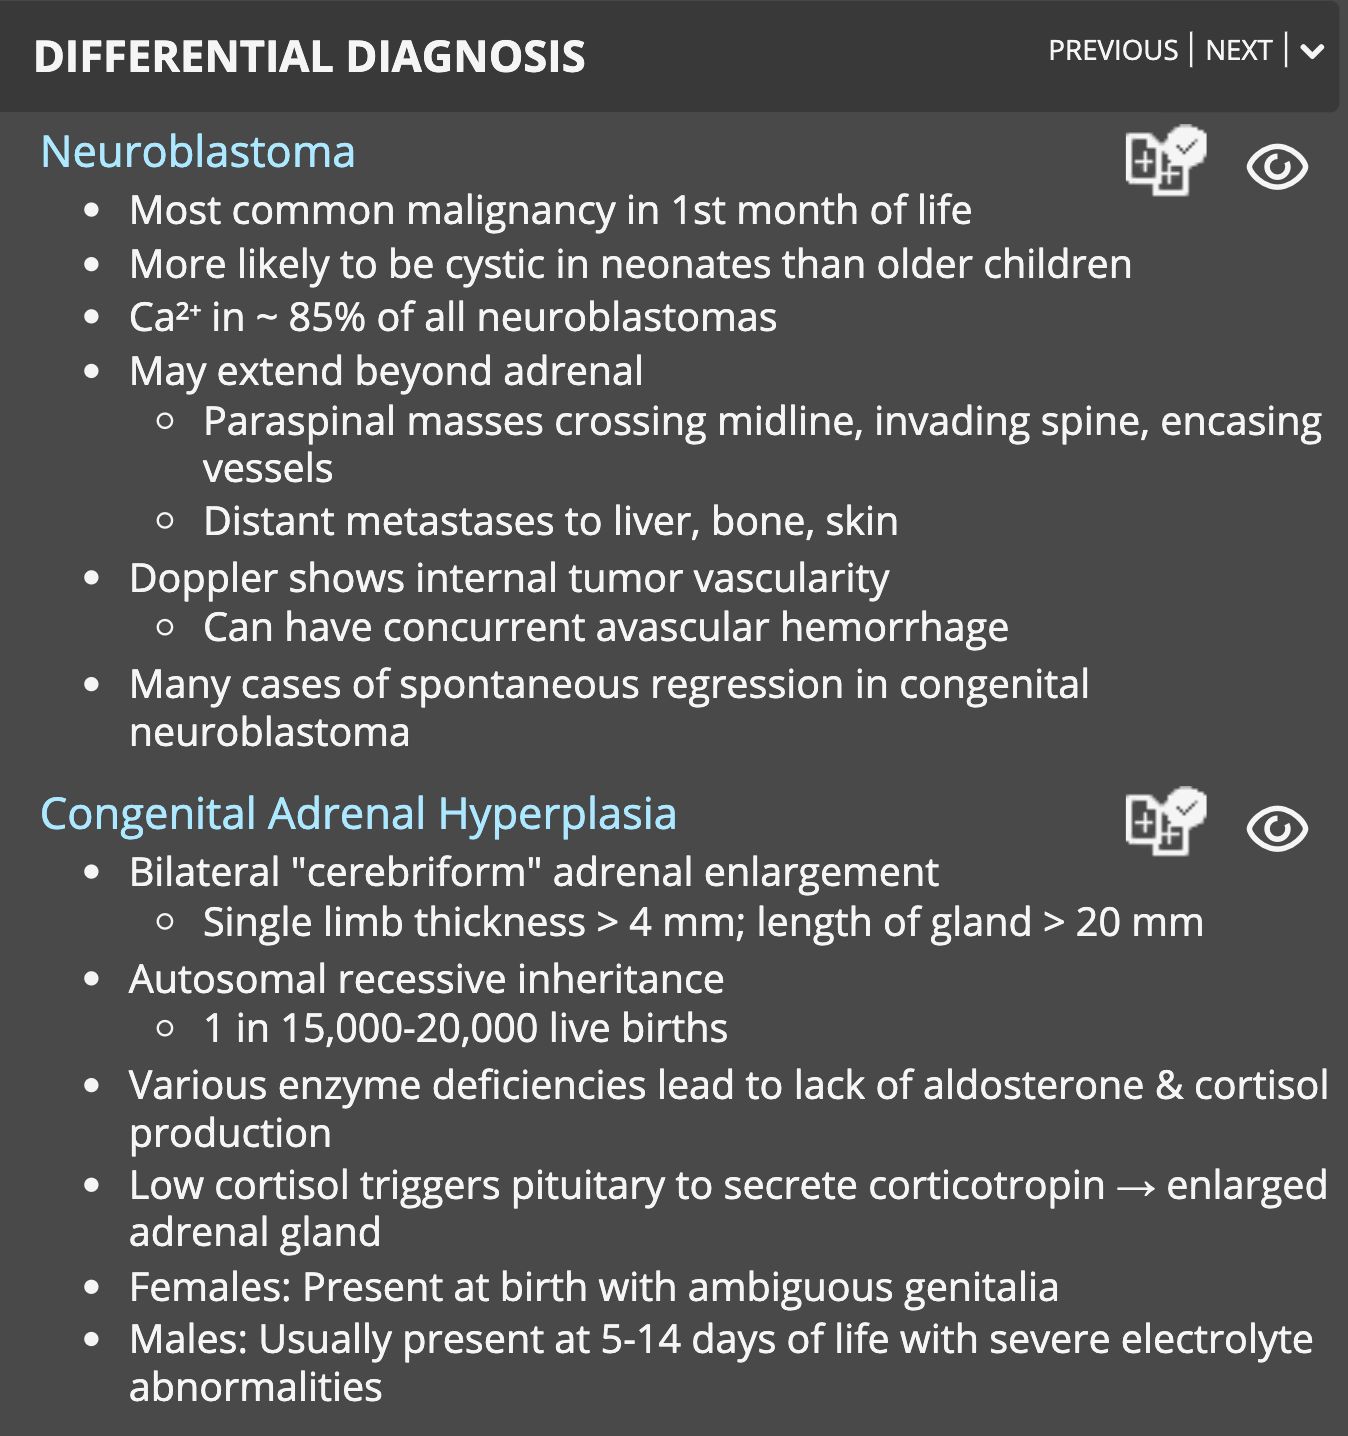 DIFFERENTIAL DIAGNOSIS
PREVIOUS | NEXT |
Neuroblastoma
• Most common malignancy in 1st month of life
• More likely to be cystic in neonates than older children
• Ca²⁺ in ~ 85% of all neuroblastomas
• May extend beyond adrenal
○ Paraspinal masses crossing midline, invading spine, encasing
vessels
○ Distant metastases to liver, bone, skin
• Doppler shows internal tumor vascularity
○ Can have concurrent avascular hemorrhage
• Many cases of spontaneous regression in congenital
neuroblastoma
Congenital Adrenal Hyperplasia
• Bilateral "cerebriform" adrenal enlargement
○ Single limb thickness > 4 mm; length of gland > 20 mm
• Autosomal recessive inheritance
○ 1 in 15,000-20,000 live births
• Various enzyme deficiencies lead to lack of aldosterone & cortisol
production
• Low cortisol triggers pituitary to secrete corticotropin → enlarged
adrenal gland
• Females: Present at birth with ambiguous genitalia
• Males: Usually present at 5-14 days of life with severe electrolyte
abnormalities